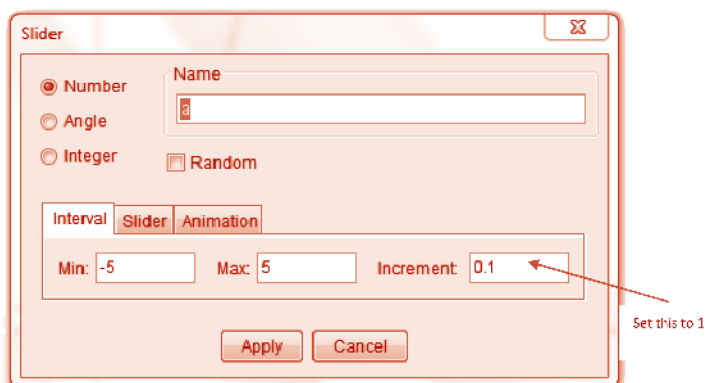 Slider
Number
Name
Angle
a
Integer
Random
Interval Slider Animation
Min: -5 Max: 5 Increment: 0.1
Set this to 1
Apply Cancel